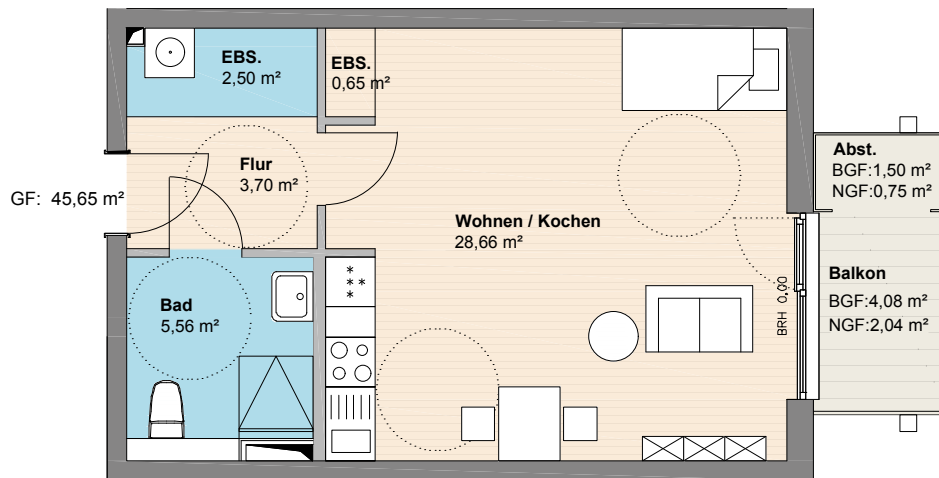 EBS.
2,50 m²
EBS.
0,65 m²
Flur
3,70 m²
GF: 45,65 m²
Wohnen / Kochen
28,66 m²
Abst.
BGF:1,50 m²
NGF:0,75 m²
Bad
5,56 m²
BRH 0,00
Balkon
BGF:4,08 m²
NGF:2,04 m²